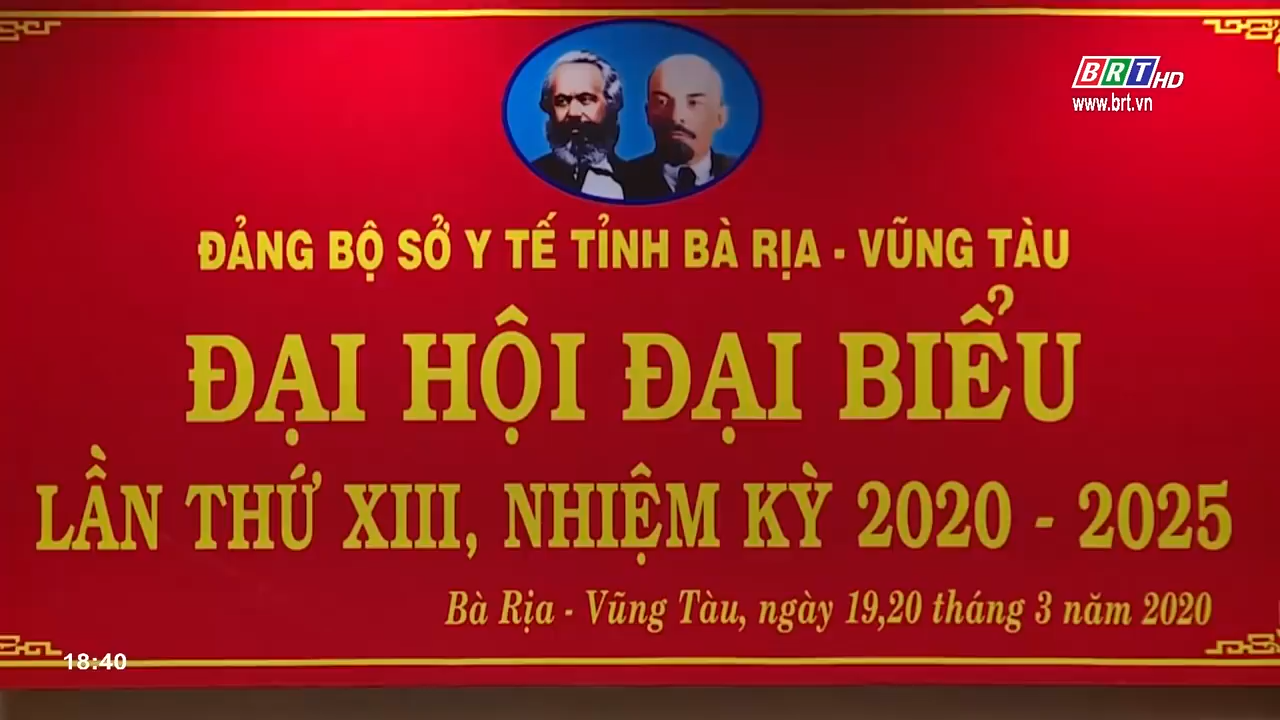 BRT HD
www.brt.vn
ĐẢNG BỘ SỞ Y TẾ TỈNH BÀ RỊA - VŨNG TÀU
ĐẠI HỘI ĐẠI BIỂU
LẦN THỨ XIII, NHIỆM KỲ 2020 - 2025
Bà Rịa - Vũng Tàu, ngày 19,20 tháng 3 năm 2020
18:40